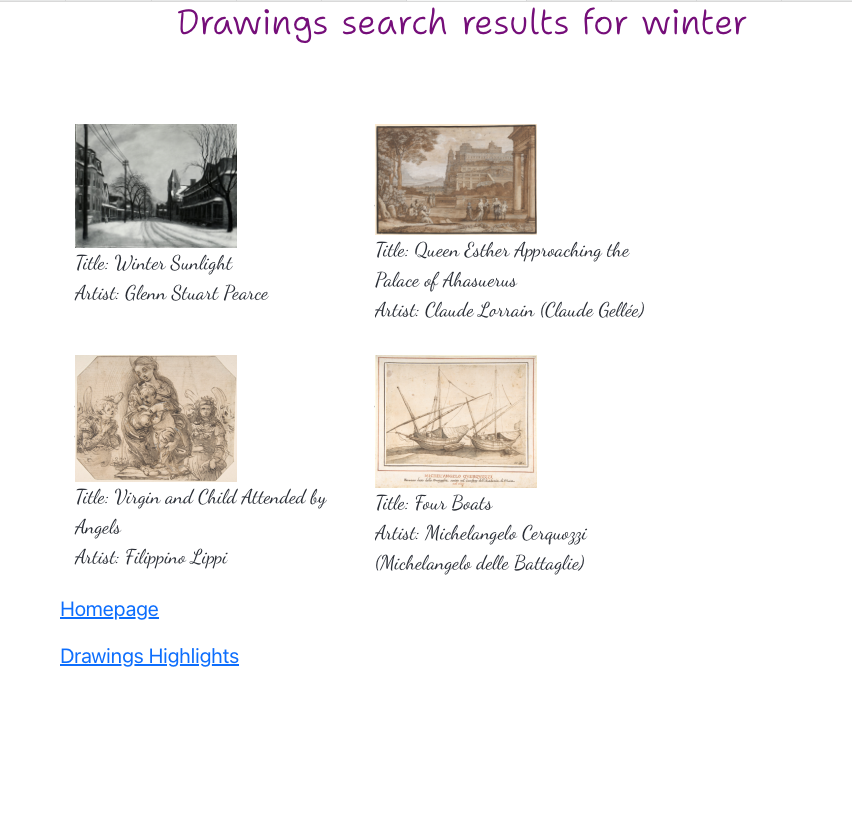 Drawings search results for winter
Title: Winter Sunlight
Artist: Glenn Stuart Pearce
Title: Queen Esther Approaching the
Palace of Ahasuerus
Artist: Claude Lorrain (Claude Gellée)
Title: Virgin and Child Attended by
Angels
Artist: Filippino Lippi
Title: Four Boats
Artist: Michelangelo Cerquozzi
(Michelangelo delle Battaglie)
Homepage
Drawings Highlights